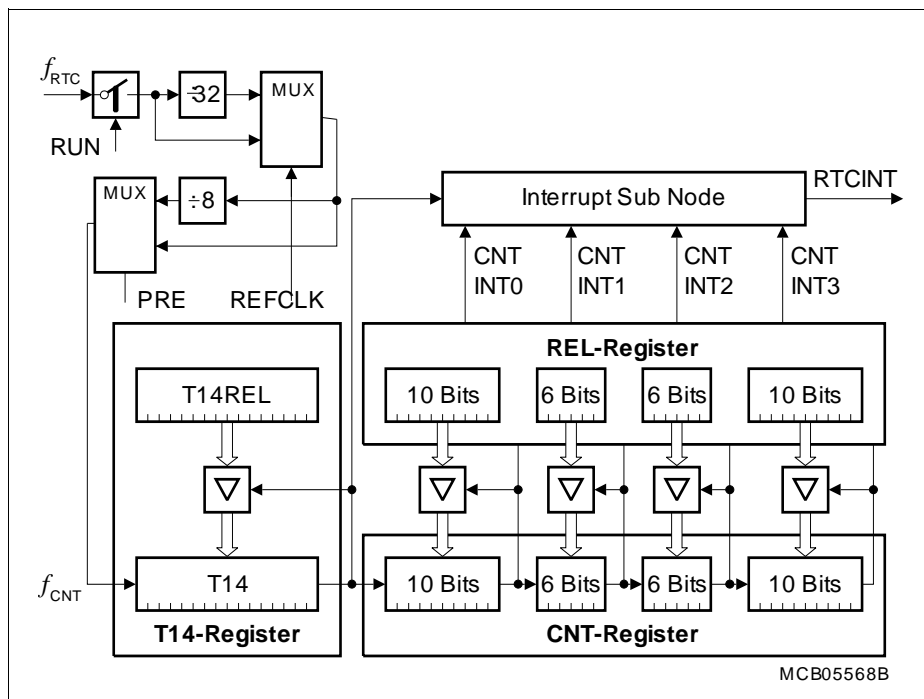 fRTC
÷32
MUX
RUN
MUX
÷8
PRE
REFCLK
Interrupt Sub Node
RTCINT
CNT
INT0
CNT
INT1
CNT
INT2
CNT
INT3
REL-Register
T14REL
10 Bits
6 Bits
6 Bits
10 Bits
fCNT
T14
10 Bits
6 Bits
6 Bits
10 Bits
T14-Register
CNT-Register
MCB05568B